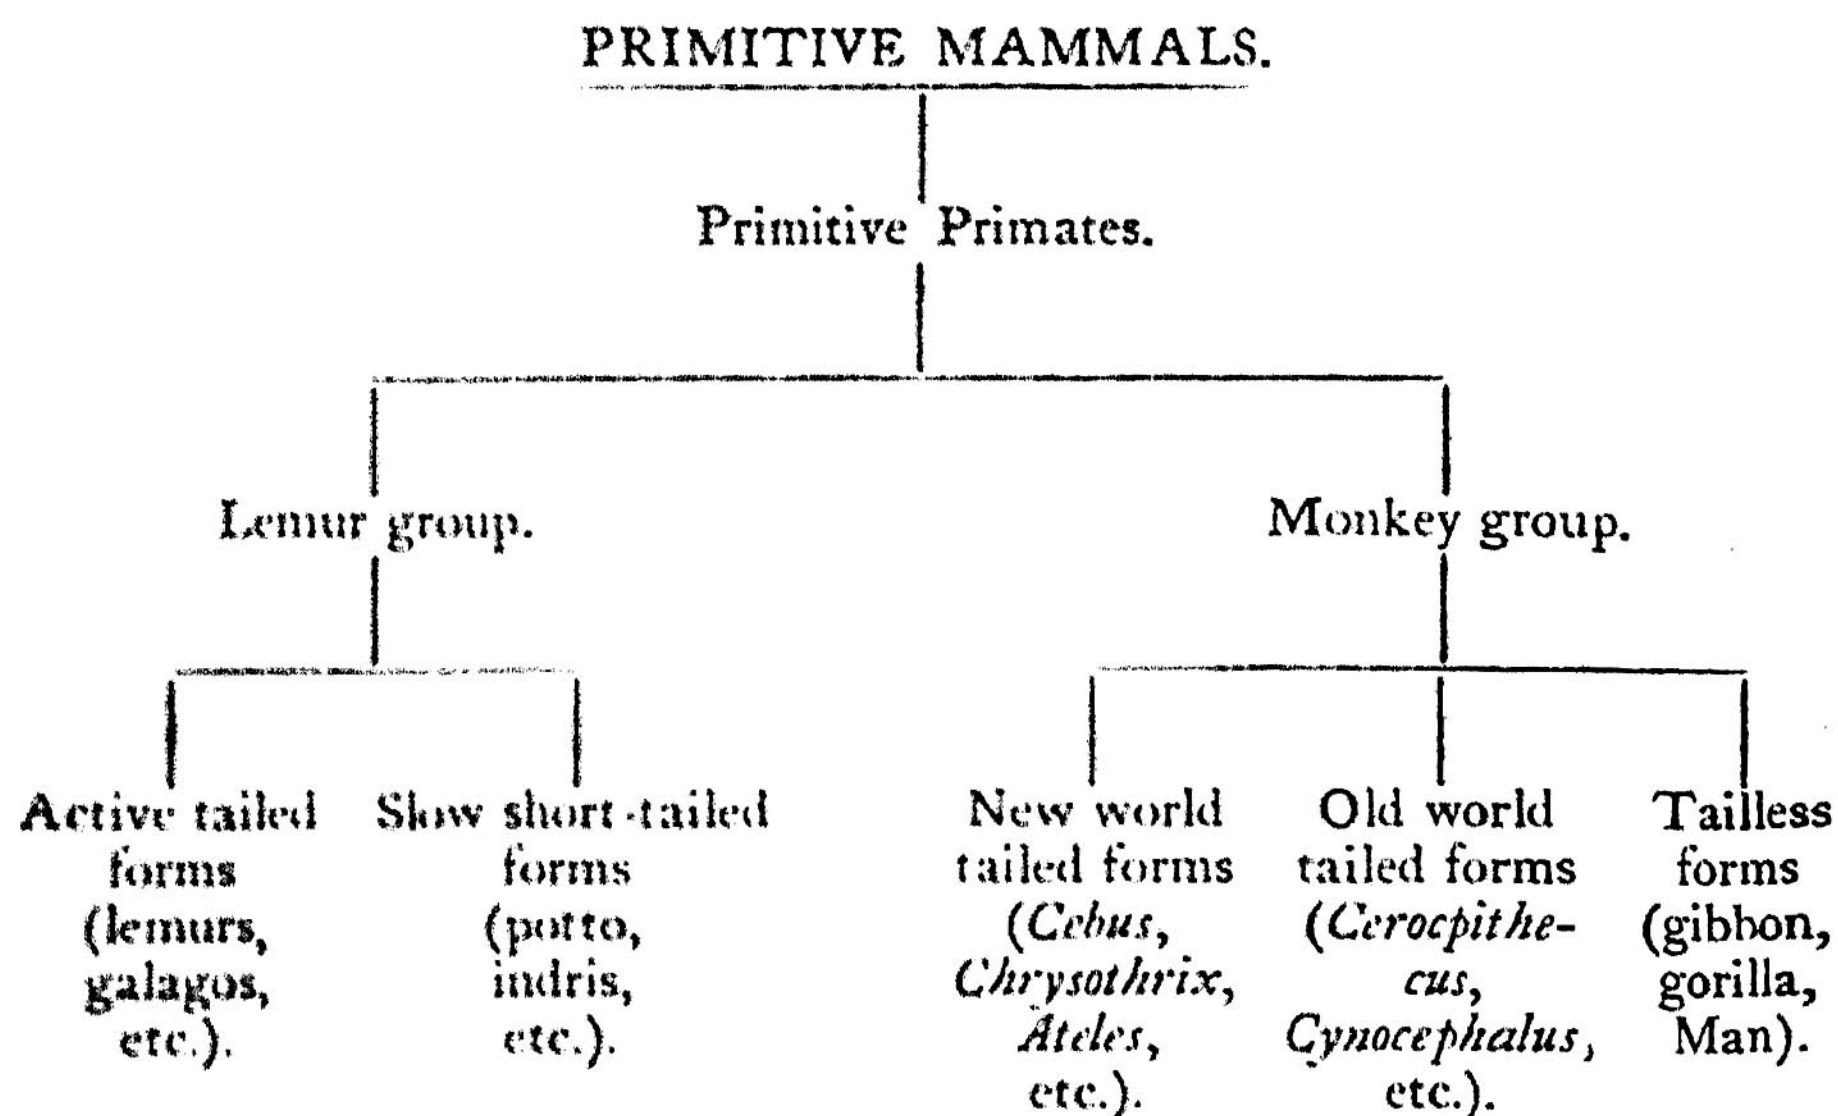 PRIMITIVE MAMMALS.
Primitive Primates.
Lemur group.
Monkey group.
Active tailed
forms
(lemurs,
galagos,
etc.).
Slow short-tailed
forms
(potto,
indris,
etc.).
New world
tailed forms
(Cebus,
Chrysothrix,
Ateles,
etc.).
Old world
tailed forms
(Cerocpithe-
cus,
Cynocephalus,
etc.).
Tailless
forms
(gibbon,
gorilla,
Man).